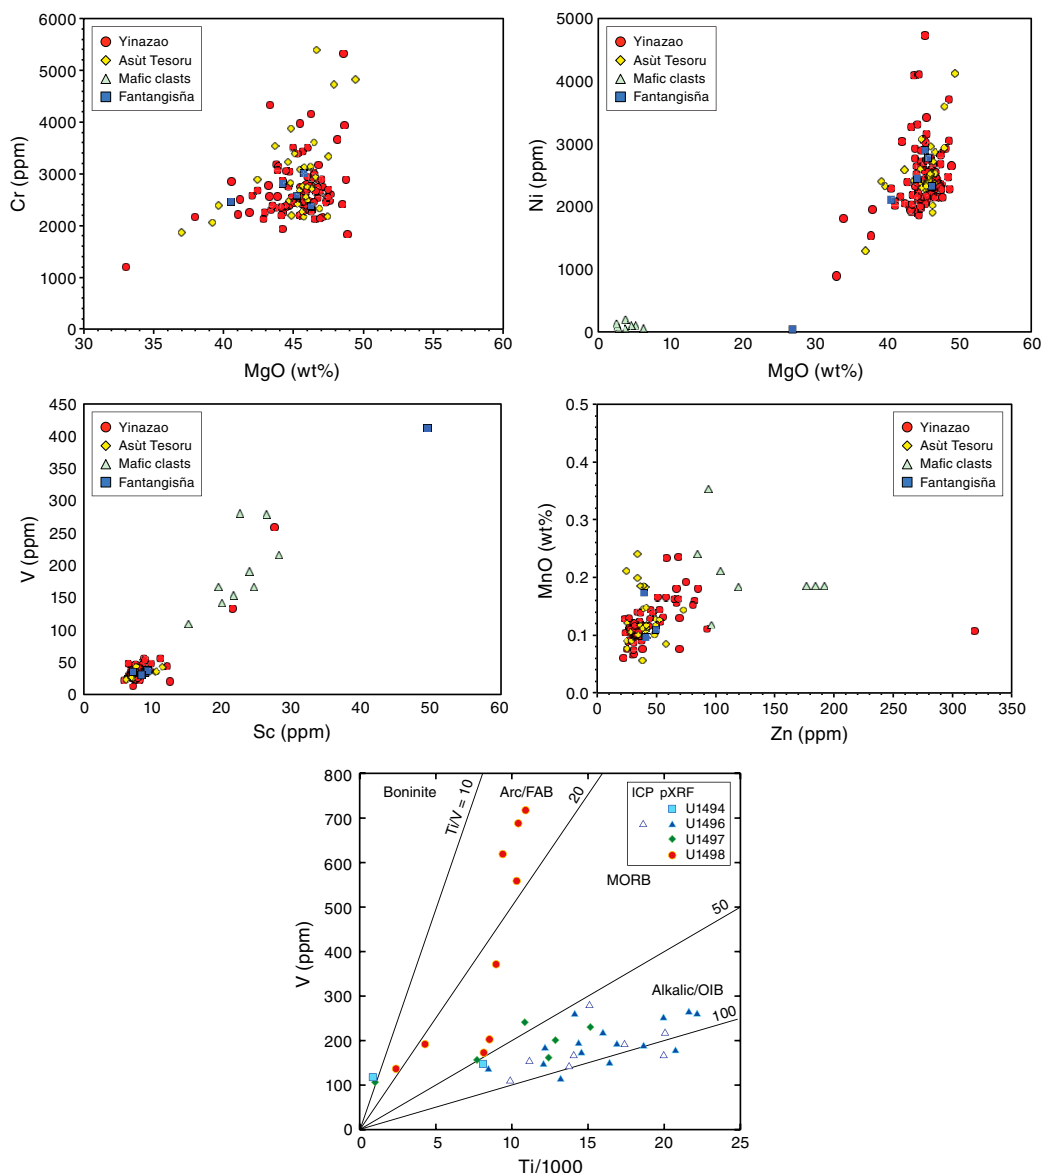 6000
5000
4000
3000
2000
1000
0
Cr (ppm)
Yinazao
Asùt Tesoru
Mafic clasts
Fantangisña
30 35 40 45 50 55 60
MgO (wt%)
5000
4000
3000
2000
1000
0
Ni (ppm)
Yinazao
Asùt Tesoru
Mafic clasts
Fantangisña
0 10 20 30 40 50 60
MgO (wt%)
450
400
350
300
250
200
150
100
50
0
V (ppm)
Yinazao
Asùt Tesoru
Mafic clasts
Fantangisña
0 10 20 30 40 50 60
Sc (ppm)
0.5
0.4
0.3
0.2
0.1
0.0
MnO (wt%)
Yinazao
Asùt Tesoru
Mafic clasts
Fantangisña
0 50 100 150 200 250 300 350
Zn (ppm)
800
700
600
500
400
300
200
100
0
V (ppm)
Boninite
Ti/V = 10
Arc/FAB
20
ICP pXRF
U1494
U1496
U1497
U1498
MORB
50
Alkalic/OIB
100
0 5 10 15 20 25
Ti/1000